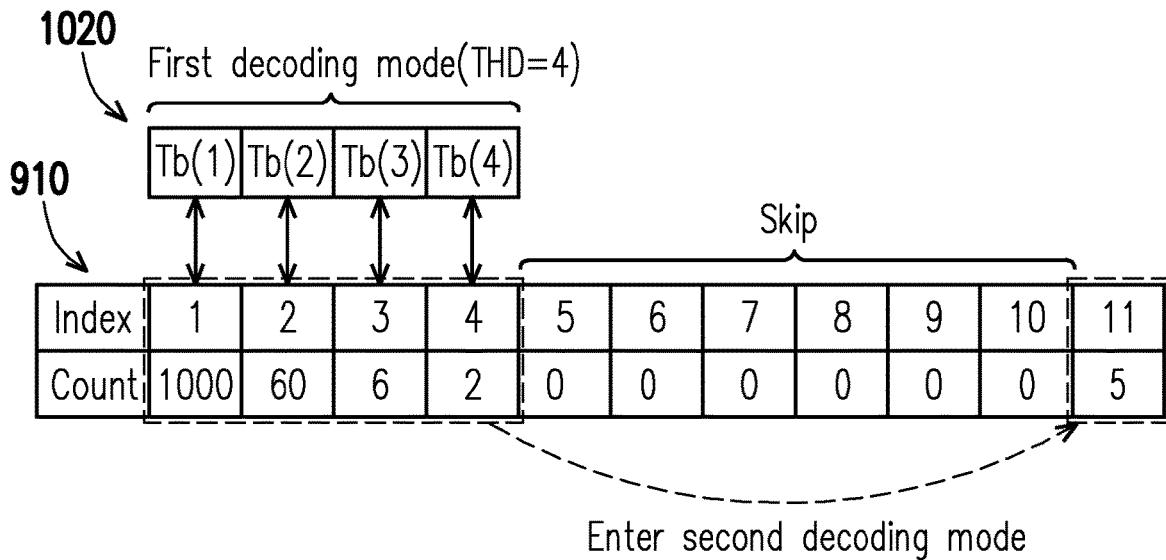 1020
First decoding mode(THD=4)
Tb(1) Tb(2) Tb(3) Tb(4)
910
Skip
Index 1 2 3 4 5 6 7 8 9 10 11
Count 1000 60 6 2 0 0 0 0 0 0 5
Enter second decoding mode